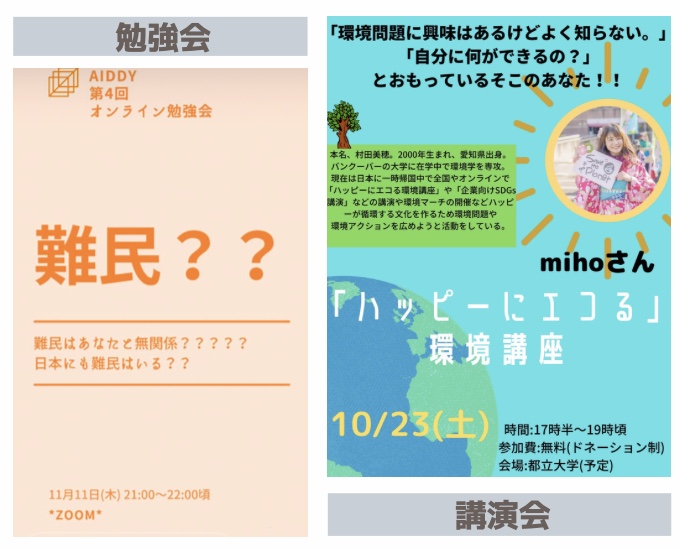 勉強会
AIDDY
第4回
オンライン勉強会
難民？？
難民はあなたと無関係？？？？？
日本にも難民はいる？？
11月11日(木) 21:00〜22:00頃
*ZOOM*
「環境問題に興味はあるけどよく知らない。」
「自分に何ができるの？」
とおもっているそこのあなた！！
本名、村田美穂。2000年生まれ、愛知県出身。
バンクーバーの大学に在学中で環境学を専攻。
現在は日本に一時帰国中で全国やオンラインで
「ハッピーにエコる環境講座」や「企業向けSDGs
講演」などの講演や環境マーチの開催などハッピ
ーが循環する文化を作るため環境問題や
環境アクションを広めようと活動をしている。
mihoさん
「ハッピーにエコる」
環境講座
10/23(土)
時間:17時半〜19時頃
参加費:無料(ドネーション制)
会場:都立大学(予定)
講演会